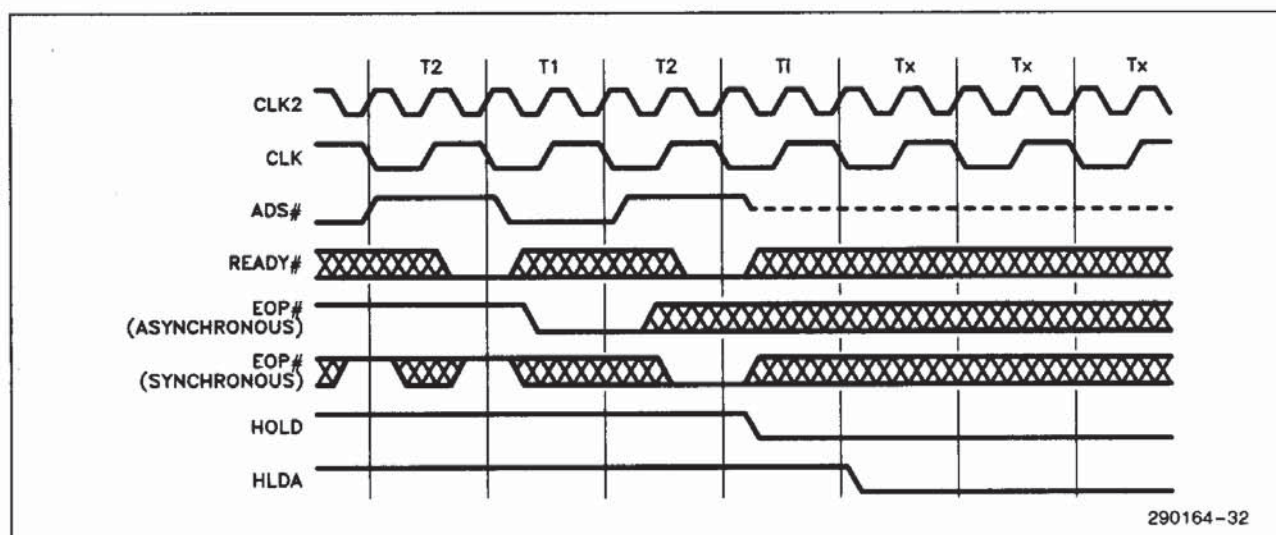 T2 T1 T2 Ti Tx Tx Tx
CLK2
CLK
ADS#
READY#
EOP#
(ASYNCHRONOUS)
EOP#
(SYNCHRONOUS)
HOLD
HLDA
290164-32